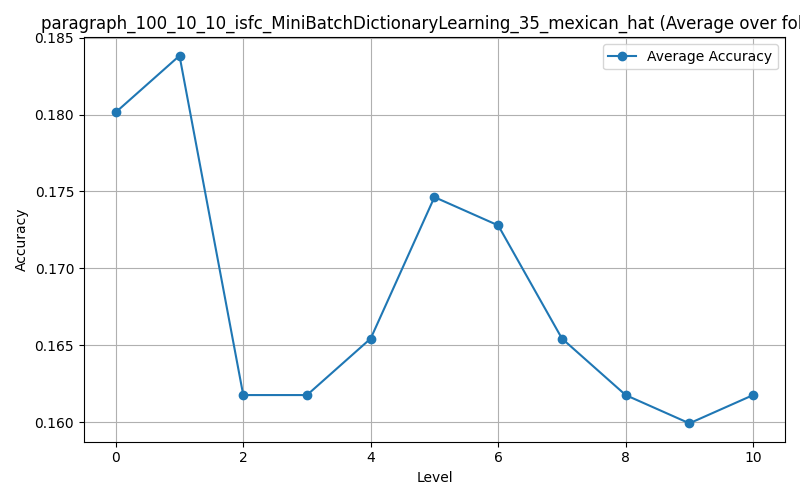 paragraph_100_10_10_isfc_MiniBatchDictionaryLearning_35_mexican_hat (Average over fol
Average Accuracy
0.185
0.180
0.175
0.170
0.165
0.160
Accuracy
0 2 4 6 8 10
Level